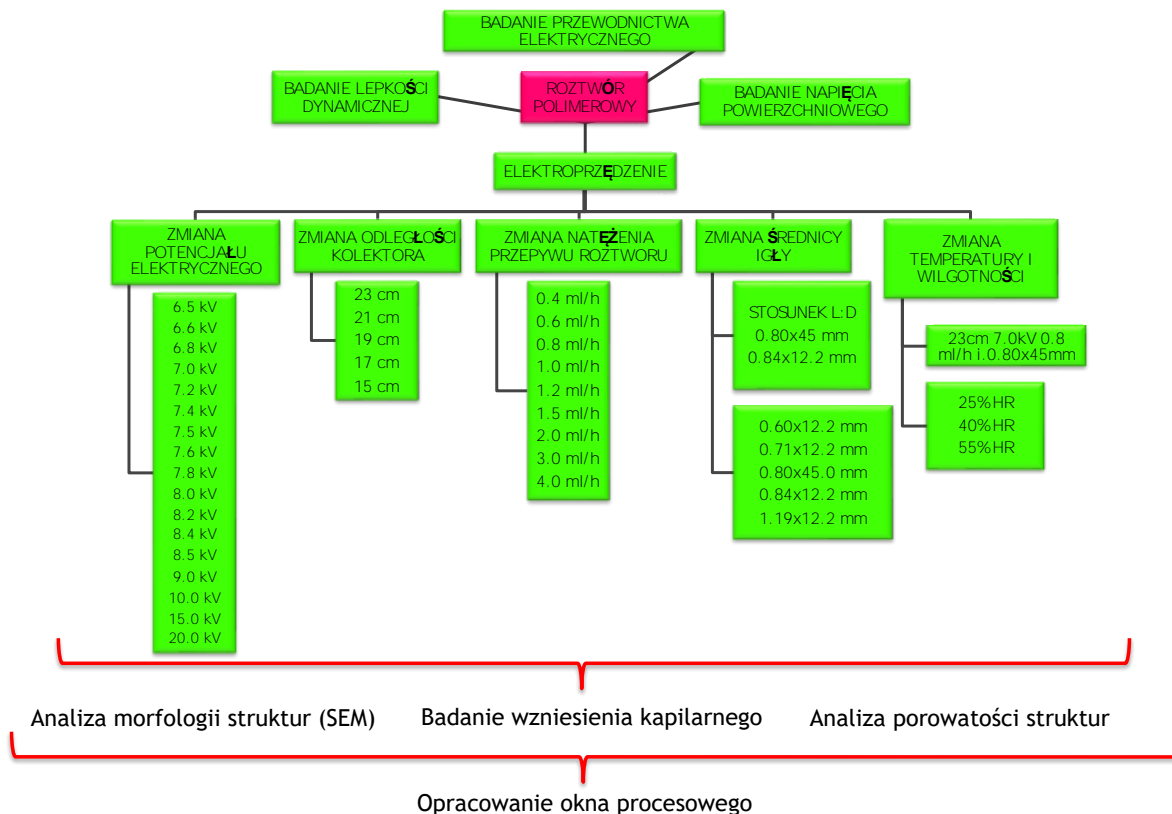 BADANIE PRZEWODNICTWA
ELEKTRYCZNEGO
BADANIE LEPKOŚCI
DYNAMICZNEJ
ROZTWÓR
POLIMEROWY
BADANIE NAPIĘCIA
POWIERZCHNIOWEGO
ELEKTROPRZĘDZENIE
ZMIANA
POTENCJAŁU
ELEKTRYCZNEGO
6.5 kV
6.6 kV
6.8 kV
7.0 kV
7.2 kV
7.4 kV
7.5 kV
7.6 kV
7.8 kV
8.0 kV
8.2 kV
8.4 kV
8.5 kV
9.0 kV
10.0 kV
15.0 kV
20.0 kV
ZMIANA ODLEGŁOŚCI
KOLEKTORA
23 cm
21 cm
19 cm
17 cm
15 cm
ZMIANA NATĘŻENIA
PRZEPYWU ROZTWORU
0.4 ml/h
0.6 ml/h
0.8 ml/h
1.0 ml/h
1.2 ml/h
1.5 ml/h
2.0 ml/h
3.0 ml/h
4.0 ml/h
ZMIANA ŚREDNICY
IGŁY
STOSUNEK L:D
0.80x45 mm
0.84x12.2 mm
0.60x12.2 mm
0.71x12.2 mm
0.80x45.0 mm
0.84x12.2 mm
1.19x12.2 mm
ZMIANA
TEMPERATURY I
WILGOTNOŚCI
23cm 7.0kV 0.8
ml/h i.0.80x45mm
25%HR
40%HR
55%HR
Analiza morfologii struktur (SEM)
Badanie wzniesienia kapilarnego
Analiza porowatości struktur
Opracowanie okna procesowego